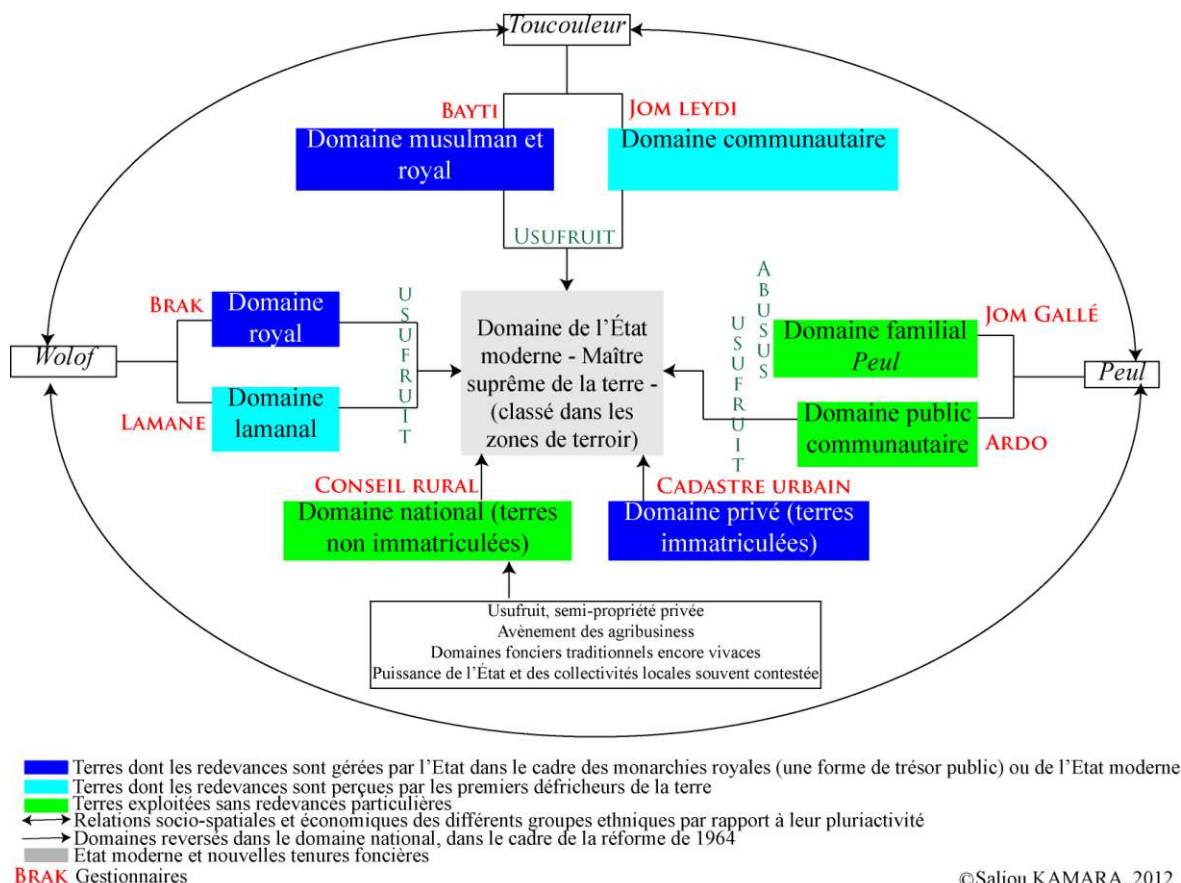 Toucouleur
BAYTI
JOM LEYDI
Domaine musulman et
royal
Domaine communautaire
USUFRUIT
BRAK
Domaine
royal
USUFRUIT
Wolof
LAMANE
Domaine
lamanal
Domaine de l'État
moderne - Maître
suprême de la terre -
(classé dans les
zones de terroir)
ABUSUS
USUFRUIT
JOM GALLÉ
Domaine familial
Peul
Peul
Domaine public
communautaire
ARDO
CONSEIL RURAL
Domaine national (terres
non immatriculées)
CADASTRE URBAIN
Domaine privé (terres
immatriculées)
Usufruit, semi-propriété privée
Avènement des agribusiness
Domaines fonciers traditionnels encore vivaces
Puissance de l'État et des collectivités locales souvent contestée
Terres dont les redevances sont gérées par l'Etat dans le cadre des monarchies royales (une forme de trésor public) ou de l'Etat moderne
Terres dont les redevances sont perçues par les premiers défricheurs de la terre
Terres exploitées sans redevances particulières
Relations socio-spatiales et économiques des différents groupes ethniques par rapport à leur pluriactivité
Domaines reversés dans le domaine national, dans le cadre de la réforme de 1964
Etat moderne et nouvelles tenures foncières
BRAK Gestionnaires
©Saliou KAMARA, 2012